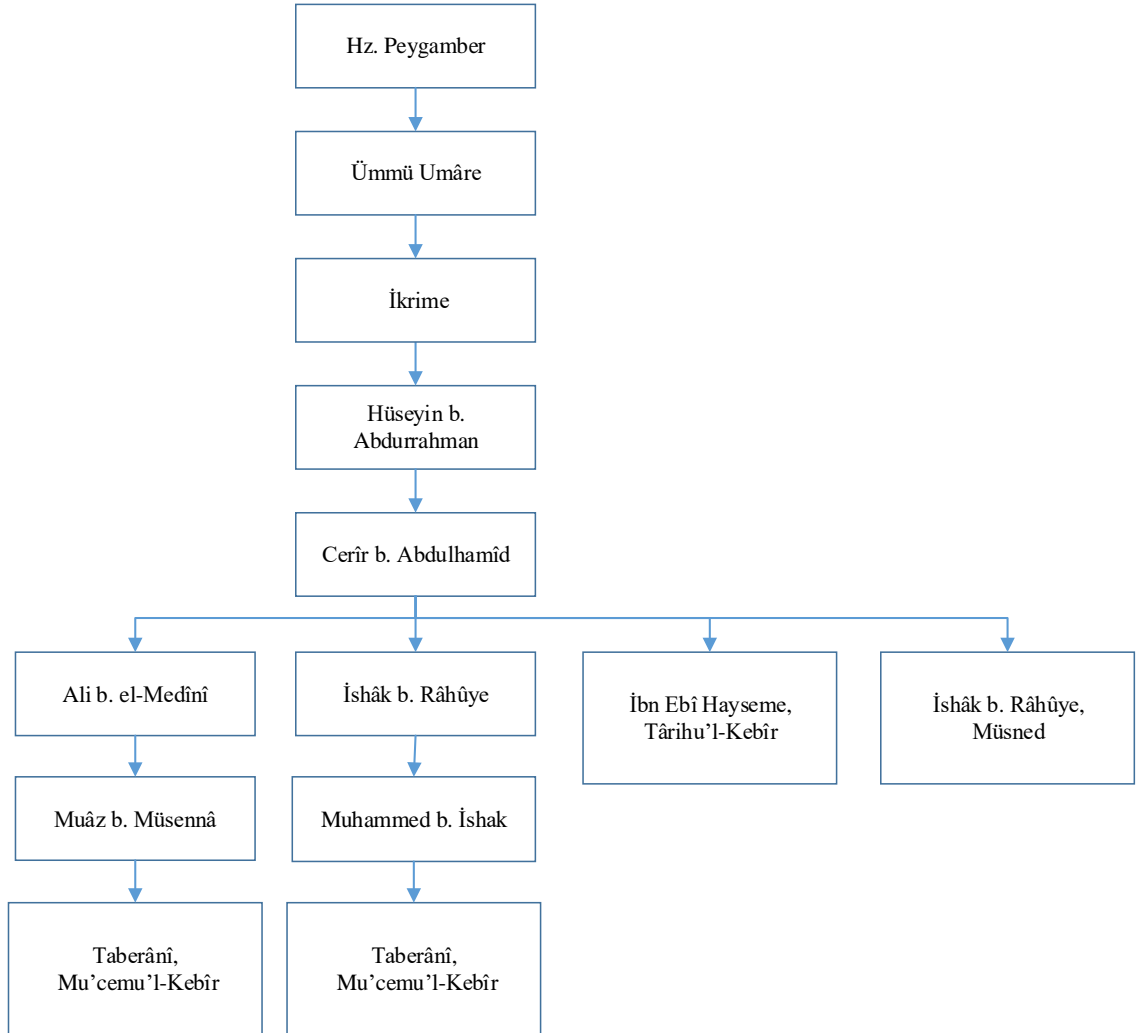 Hz. Peygamber
Ümmü Umâre
İkrime
Hüseyin b.
Abdurrahman
Cerîr b. Abdulhamîd
Ali b. el-Medînî
İshâk b. Râhûye
İbn Ebî Hayseme,
Târihu’l-Kebîr
İshâk b. Râhûye,
Müsned
Muâz b. Müsennâ
Muhammed b. İshak
Taberânî,
Mu’cemu’l-Kebîr
Taberânî,
Mu’cemu’l-Kebîr